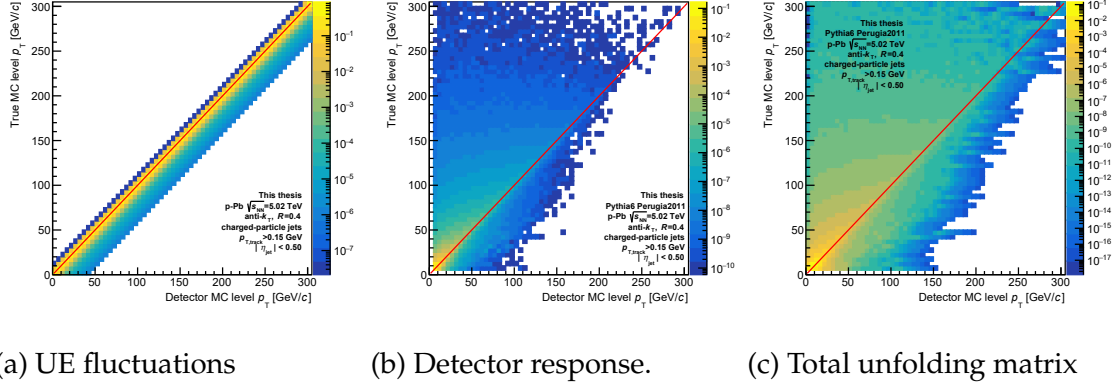 True MC level p_T [GeV/c]
300
250
200
150
100
50
0
0 50 100 150 200 250 300
Detector MC level p_T [GeV/c]
10^-1
10^-2
10^-3
10^-4
10^-5
10^-6
10^-7
This thesis
p-Pb √s_NN=5.02 TeV
anti-k_T, R=0.4
charged-particle jets
p_T,track>0.15 GeV
|η_jet| < 0.50
True MC level p_T [GeV/c]
300
250
200
150
100
50
0
0 50 100 150 200 250 300
Detector MC level p_T [GeV/c]
10^-1
10^-2
10^-3
10^-4
10^-5
10^-6
10^-7
10^-8
10^-9
10^-10
This thesis
Pythia6 Perugia2011
p-Pb √s_NN=5.02 TeV
anti-k_T, R=0.4
charged-particle jets
p_T,track>0.15 GeV
|η_jet| < 0.50
True MC level p_T [GeV/c]
300
250
200
150
100
50
0
0 50 100 150 200 250 300
Detector MC level p_T [GeV/c]
10^-1
10^-2
10^-3
10^-4
10^-5
10^-6
10^-7
10^-8
10^-9
10^-10
10^-11
10^-12
10^-13
10^-14
10^-15
10^-16
10^-17
This thesis
Pythia6 Perugia2011
p-Pb √s_NN=5.02 TeV
anti-k_T, R=0.4
charged-particle jets
p_T,track>0.15 GeV
|η_jet| < 0.50
(a) UE fluctuations
(b) Detector response.
(c) Total unfolding matrix